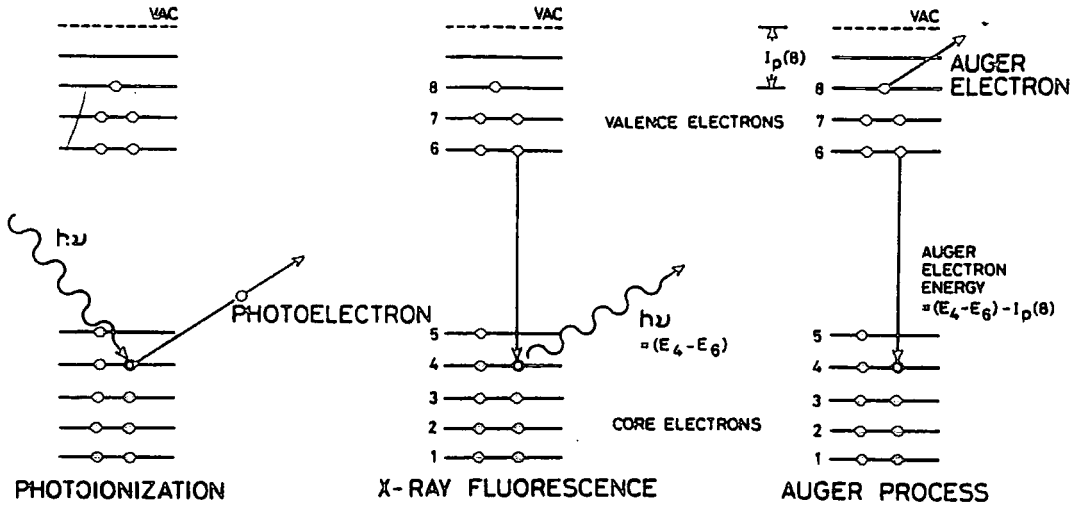 VAC
hν
PHOTOELECTRON
PHOTOIONIZATION
VAC
8
7
6
5
4
3
2
1
hν
=(E4-E6)
X-RAY FLUORESCENCE
VALENCE ELECTRONS
CORE ELECTRONS
VAC
Ip(8)
8
7
6
5
4
3
2
1
AUGER
ELECTRON
AUGER
ELECTRON
ENERGY
=(E4-E6)-Ip(8)
AUGER PROCESS